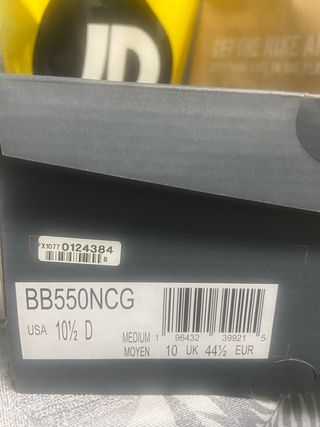 JD
GET THE NIKE
FX1077 0124384
B
BB550NCG
USA 10½ D
MEDIUM
MOYEN
1 96432 39921 5
10 UK 44½ EUR